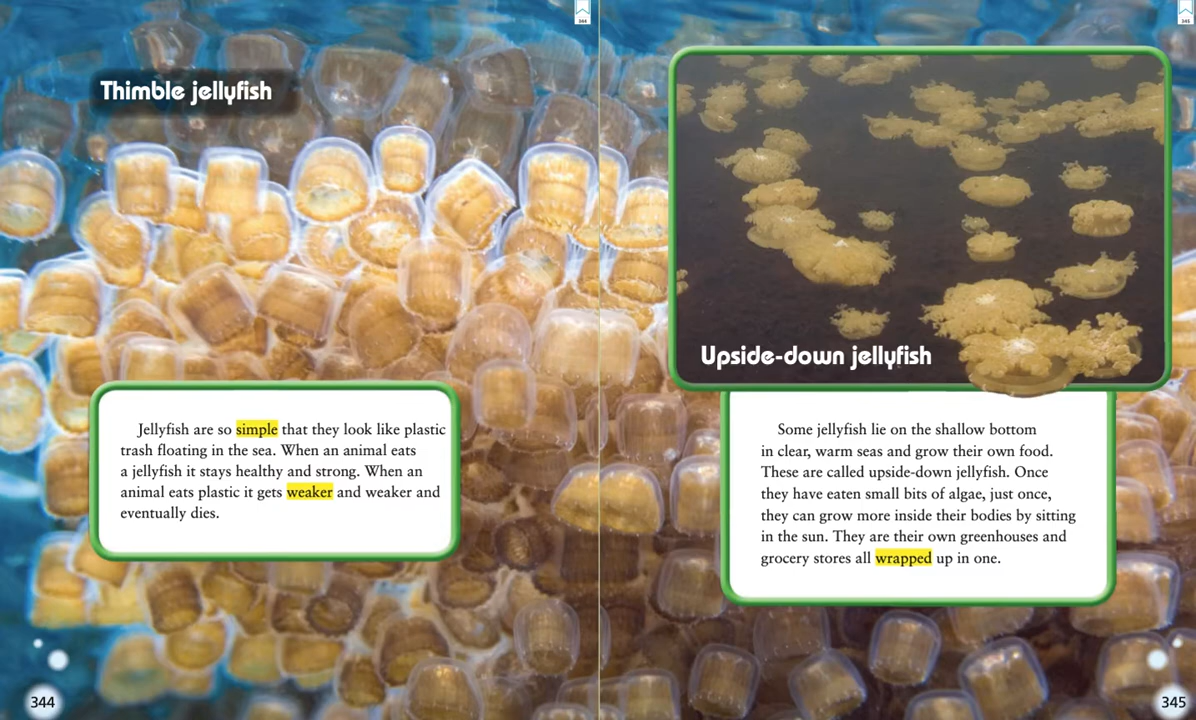 344
Thimble jellyfish
Jellyfish are so simple that they look like plastic
trash floating in the sea. When an animal eats
a jellyfish it stays healthy and strong. When an
animal eats plastic it gets weaker and weaker and
eventually dies.
344
345
Upside-down jellyfish
Some jellyfish lie on the shallow bottom
in clear, warm seas and grow their own food.
These are called upside-down jellyfish. Once
they have eaten small bits of algae, just once,
they can grow more inside their bodies by sitting
in the sun. They are their own greenhouses and
grocery stores all wrapped up in one.
345